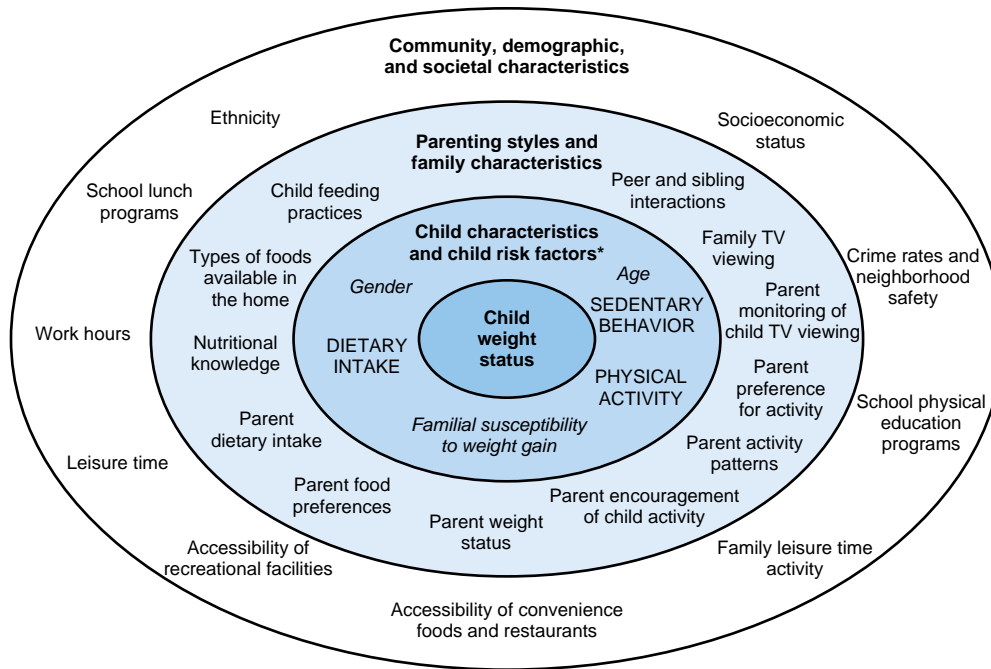 Community, demographic,
and societal characteristics
Ethnicity
Socioeconomic
status
Parenting styles and
family characteristics
School lunch
programs
Child feeding
practices
Peer and sibling
interactions
Child characteristics
and child risk factors*
Types of foods
available in
the home
Family TV
viewing
Crime rates and
neighborhood
safety
Gender
Age
SEDENTARY
BEHAVIOR
Parent
monitoring of
child TV viewing
Child
weight
status
Work hours
Nutritional
knowledge
DIETARY
INTAKE
PHYSICAL
ACTIVITY
Parent
preference
for activity
School physical
education
programs
Parent
dietary intake
Familial susceptibility
to weight gain
Parent activity
patterns
Leisure time
Parent food
preferences
Parent weight
status
Parent encouragement
of child activity
Accessibility of
recreational facilities
Family leisure time
activity
Accessibility of convenience
foods and restaurants